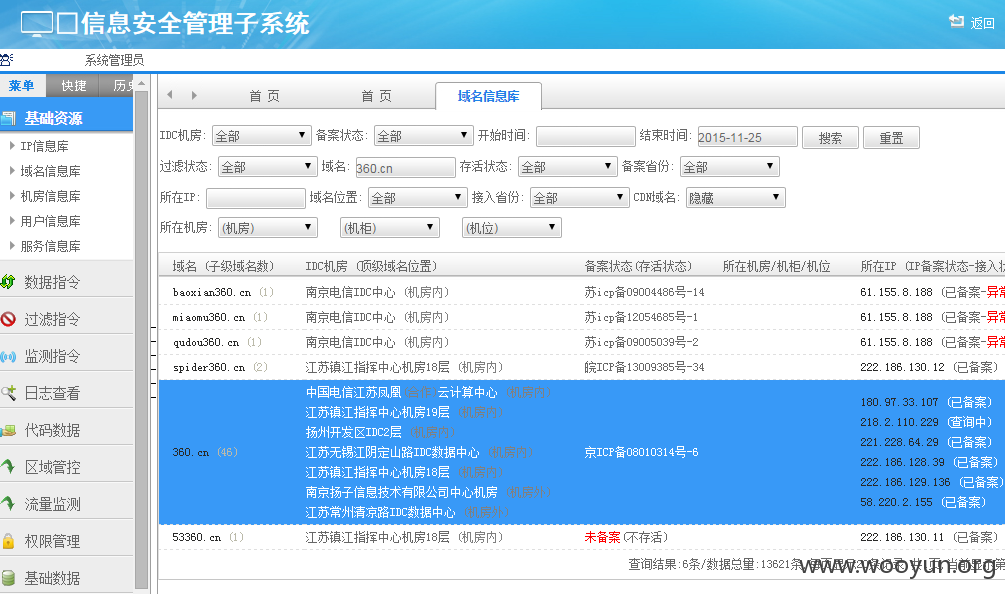 信息安全管理子系统
返回
系统管理员
菜单 快捷 历史
首 页 首 页 域名信息库
基础资源
IP信息库
域名信息库
机房信息库
用户信息库
服务信息库
数据指令
过滤指令
监测指令
日志查看
代码数据
区域管控
流量监测
权限管理
基础数据
IDC机房: 全部 备案状态: 全部 开始时间: 结束时间: 2015-11-25 搜索 重置
过滤状态: 全部 域名: 360.cn 存活状态: 全部 备案省份: 全部
所在IP: 域名位置: 全部 接入省份: 全部 CDN域名: 隐藏
所在机房: (机房) (机柜) (机位)
域名 (子级域名数) IDC机房 (顶级域名位置) 备案状态(存活状态) 所在机房/机柜/机位 所在IP (IP备案状态-接入状
baoxian360.cn (1) 南京电信IDC中心 (机房内) 苏icp备09004486号-14 61.155.8.188 (已备案-异常
miaomu360.cn (1) 南京电信IDC中心 (机房内) 苏icp备12054685号-1 61.155.8.188 (已备案-异常
qudou360.cn (1) 南京电信IDC中心 (机房内) 苏icp备09005039号-2 61.155.8.188 (已备案-异常
spider360.cn (2) 江苏镇江指挥中心机房18层 (机房内) 皖ICP备13009385号-34 222.186.130.12 (已备案)
中国电信江苏凤凰 云计算中心 (机房内)
180.97.33.107 (已备案)
江苏镇江指挥中心机房19层 (机房内)
218.2.110.229 (查询中)
扬州开发区IDC2层 (机房内)
221.228.64.29 (已备案)
360.cn (46) 江苏无锡江阴定山路IDC数据中心 (机房内) 京ICP备08010314号-6
222.186.128.39 (已备案)
江苏镇江指挥中心机房18层 (机房内)
222.186.129.136 (已备案)
南京扬子信息技术有限公司中心机房 (机房外)
58.220.2.155 (已备案)
江苏常州清凉路IDC数据中心 (机房外)
53360.cn (1) 江苏镇江指挥中心机房18层 (机房内) 未备案(不存活) 222.186.130.11 (已备案)
查询结果:6条/数据总量:13621条
www.wooyun.org